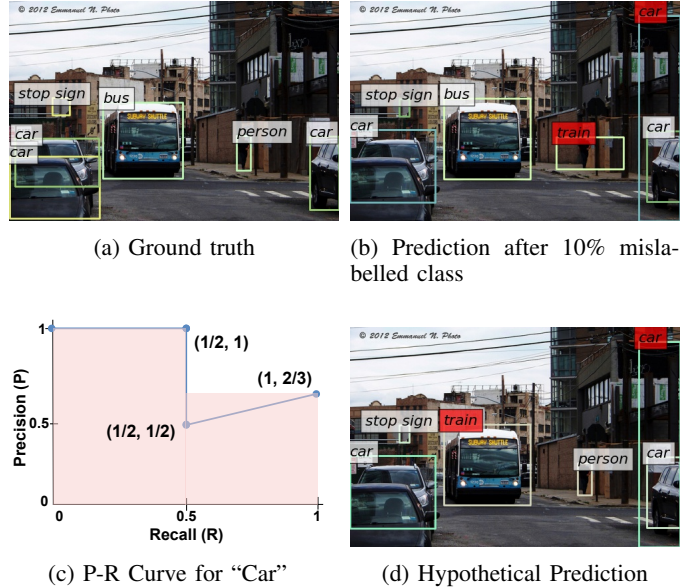 © 2012 Emmanuel N. Photo
stop sign
bus
car
car
person
car
SUBWAY SHUTTLE
(a) Ground truth
© 2012 Emmanuel N. Photo
car
stop sign
bus
car
train
car
SUBWAY SHUTTLE
(b) Prediction after 10% misla-
belled class
Precision (P)
1
0.5
0
(1/2, 1)
(1, 2/3)
(1/2, 1/2)
0
0.5
1
Recall (R)
(c) P-R Curve for “Car”
© 2012 Emmanuel N. Photo
car
stop sign
train
car
person
car
SUBWAY SHUTTLE
(d) Hypothetical Prediction